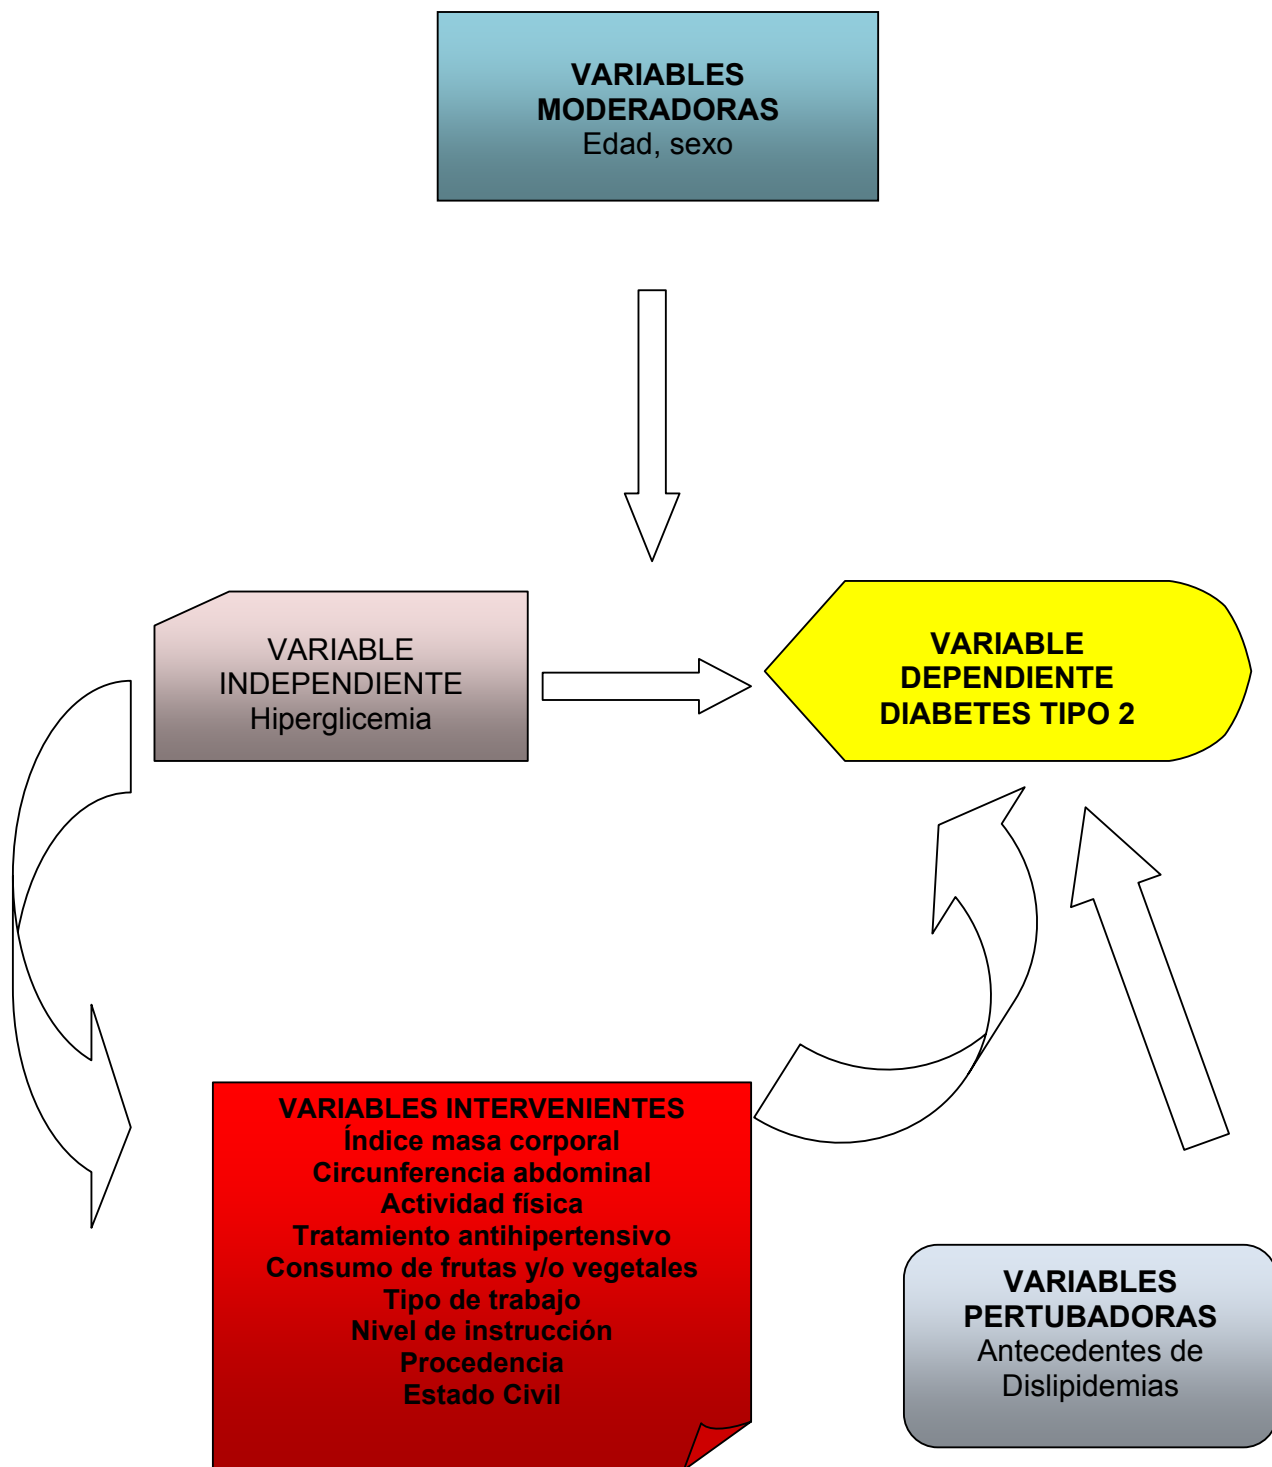 VARIABLES
MODERADORAS
Edad, sexo
VARIABLE
INDEPENDIENTE
Hiperglicemia
VARIABLE
DEPENDIENTE
DIABETES TIPO 2
VARIABLES INTERVENIENTES
Índice masa corporal
Circunferencia abdominal
Actividad física
Tratamiento antihipertensivo
Consumo de frutas y/o vegetales
Tipo de trabajo
Nivel de instrucción
Procedencia
Estado Civil
VARIABLES
PERTUBADORAS
Antecedentes de
Dislipidemias